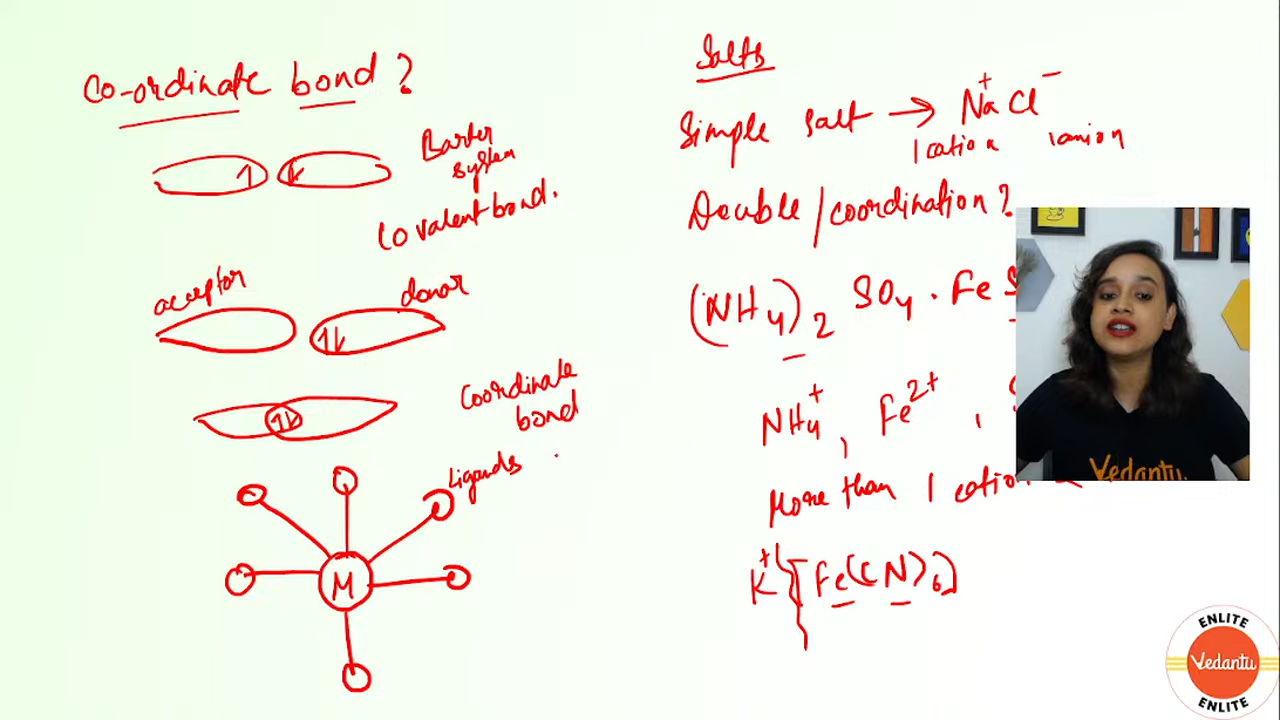 Co-ordinate bond?
Barter
system
Covalent bond.
acceptor
donor
Coordinate
bond
Ligands
M
Salts
Simple salt → Na+ Cl−
1 cation 1 anion
Double / coordination?
(NH4)2 SO4 . Fe S
NH4+ , Fe2+ ,
More than 1 cation
K+ [Fe(CN)6]
Vedantu
ENLITE
Vedantu
ENLITE